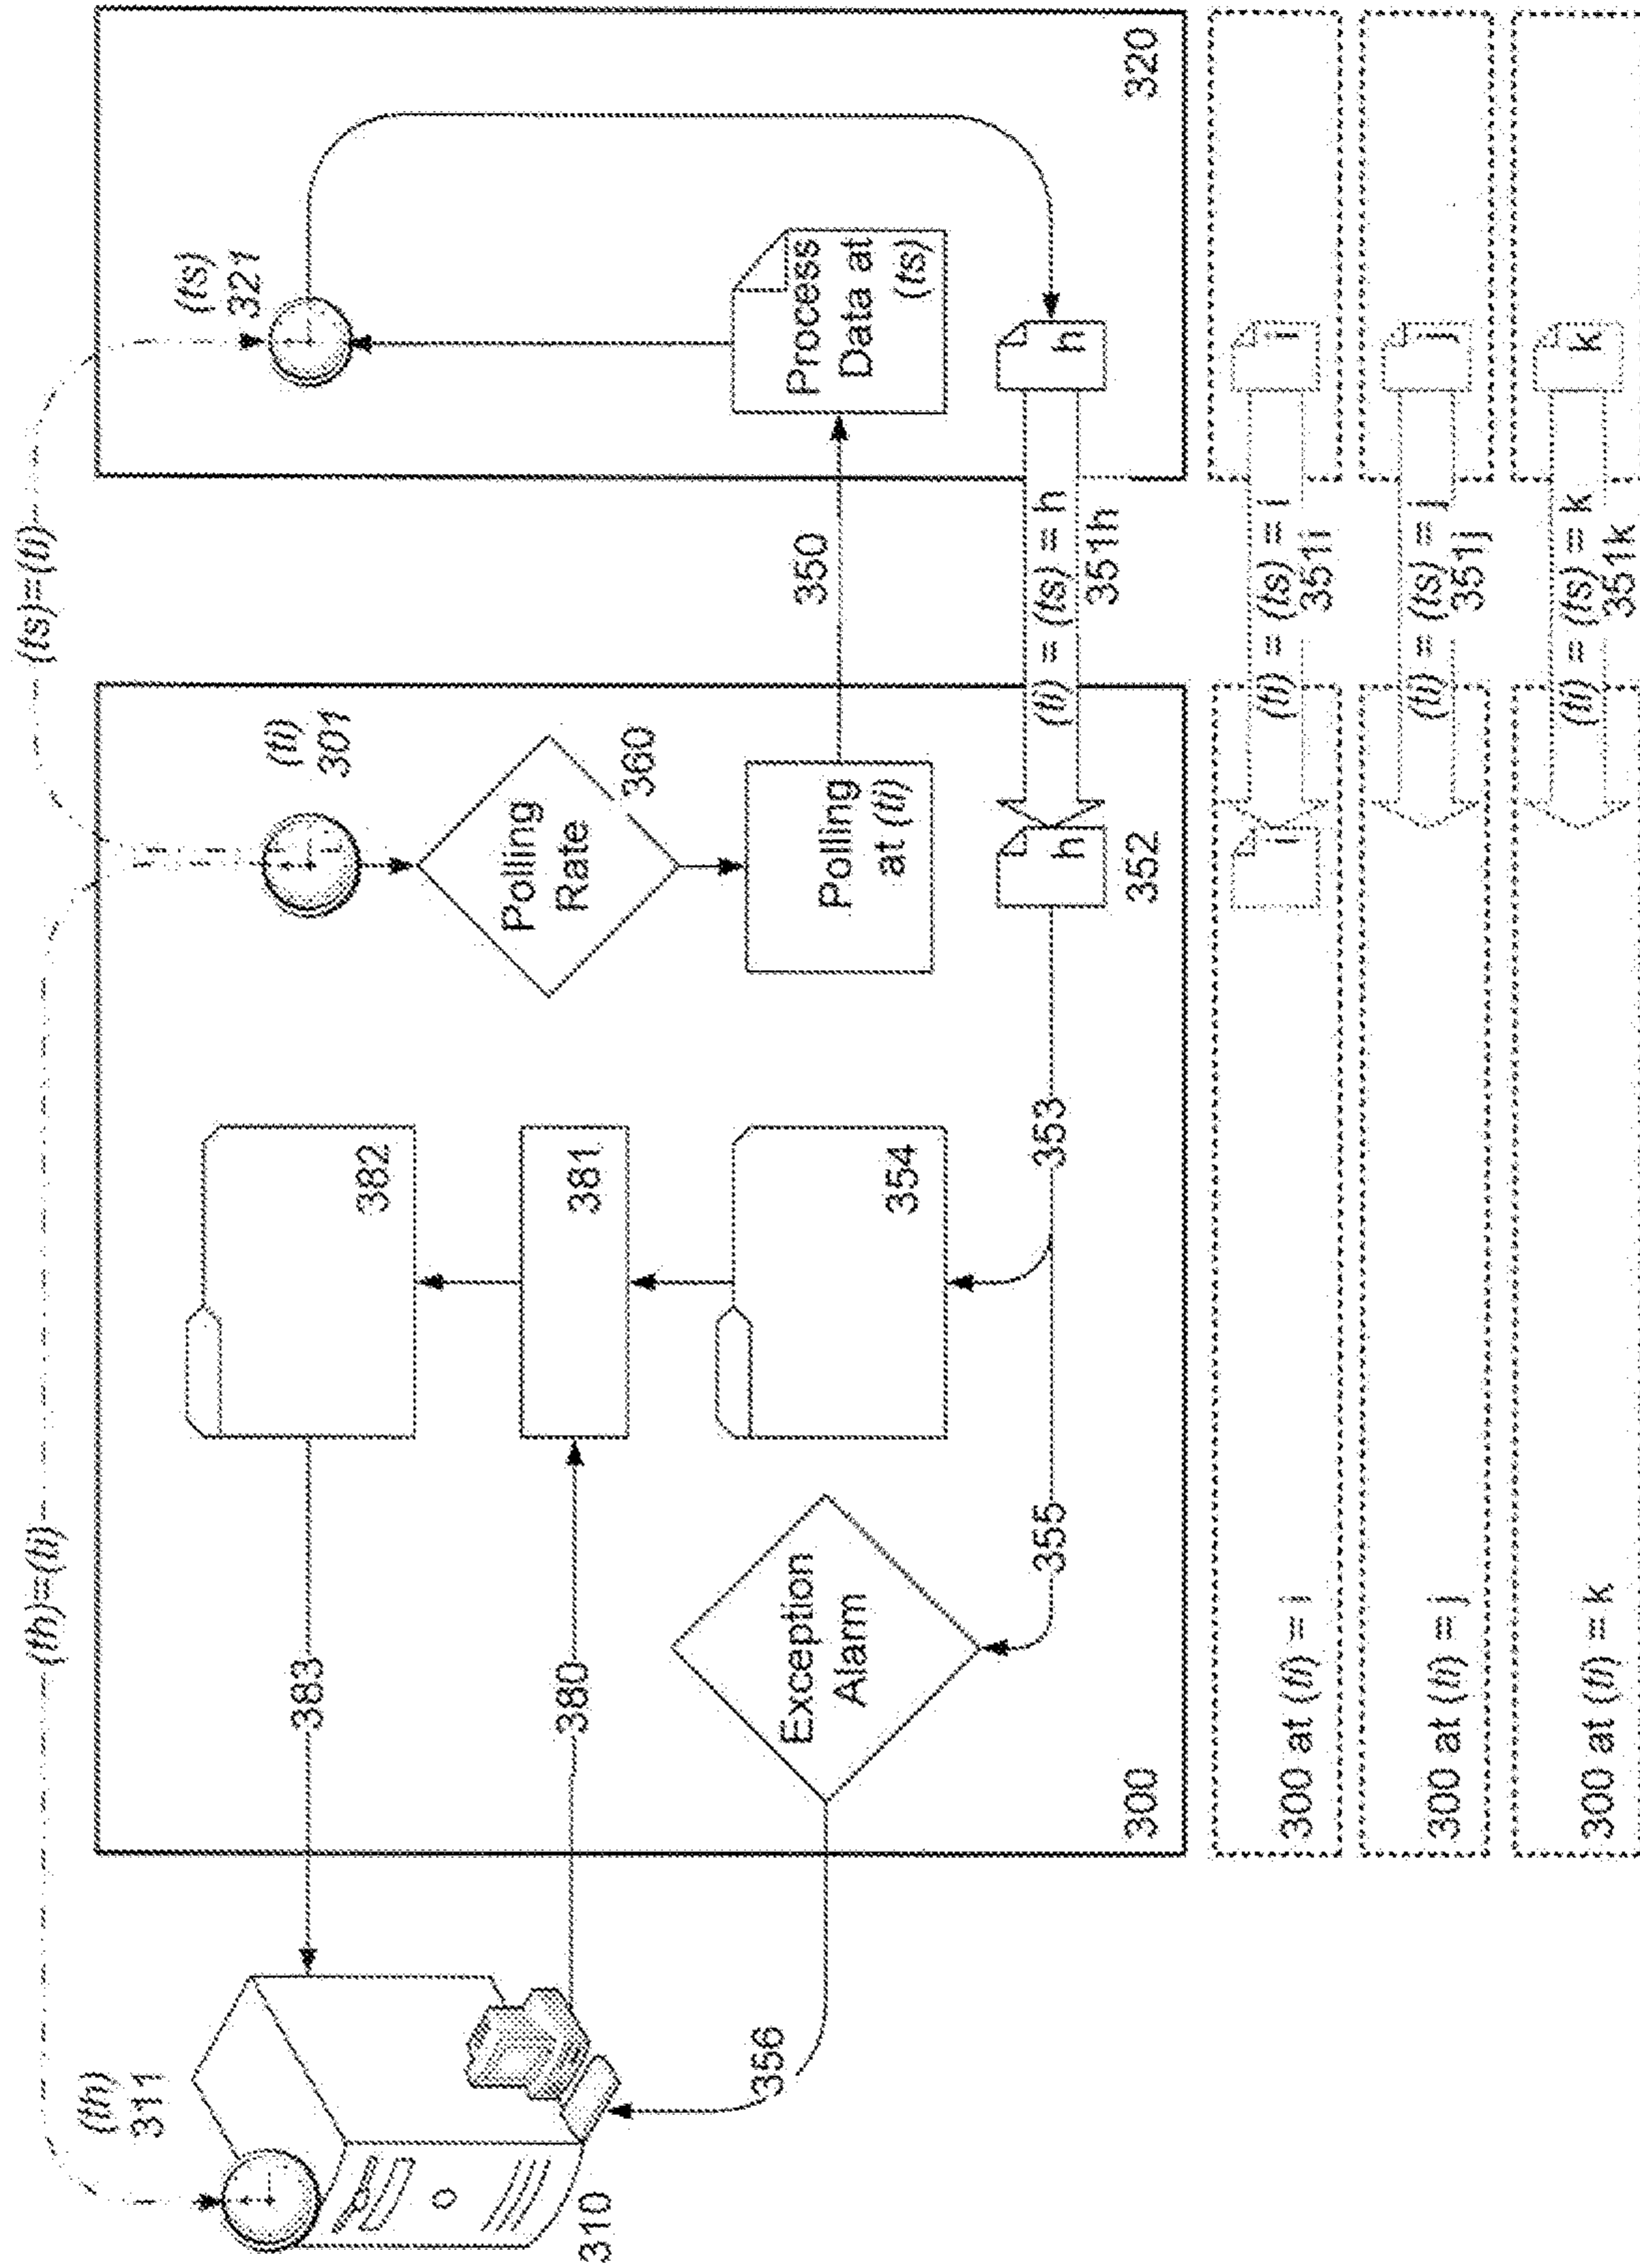 (th)=(ti)
(ts)=(ti)
(th)
311
310
(ti)
301
(ts)
321
383
382
Polling
Rate
360
380
381
Exception
Alarm
354
Polling
at (ti)
350
Process
Data at
(ts)
356
355
353
h
352
(ti) = (ts) = h
351h
h
300
320
300 at (ti) = i
i
(ti) = (ts) = i
351i
i
300 at (ti) = j
(ti) = (ts) = j
351j
j
300 at (ti) = k
(ti) = (ts) = k
351k
k